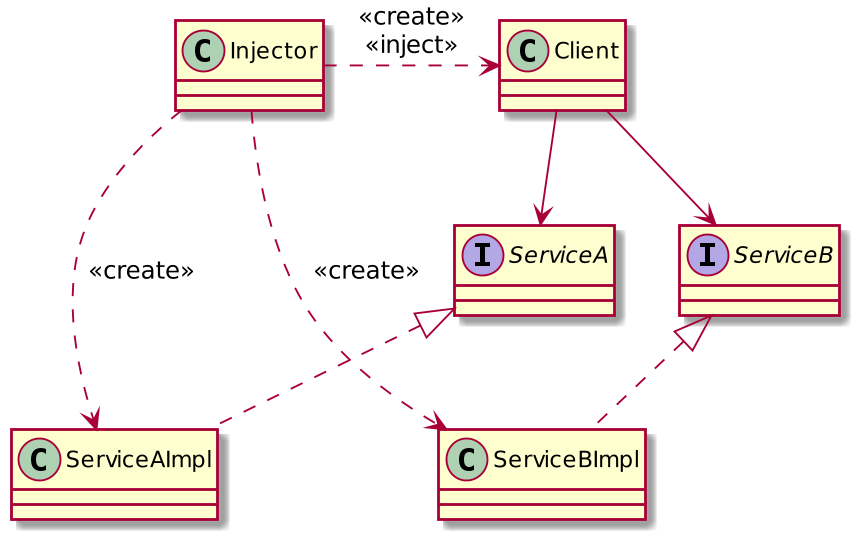 «create»
«inject»
C Injector
C Client
I ServiceA
I ServiceB
«create»
«create»
C ServiceAImpl
C ServiceBImpl